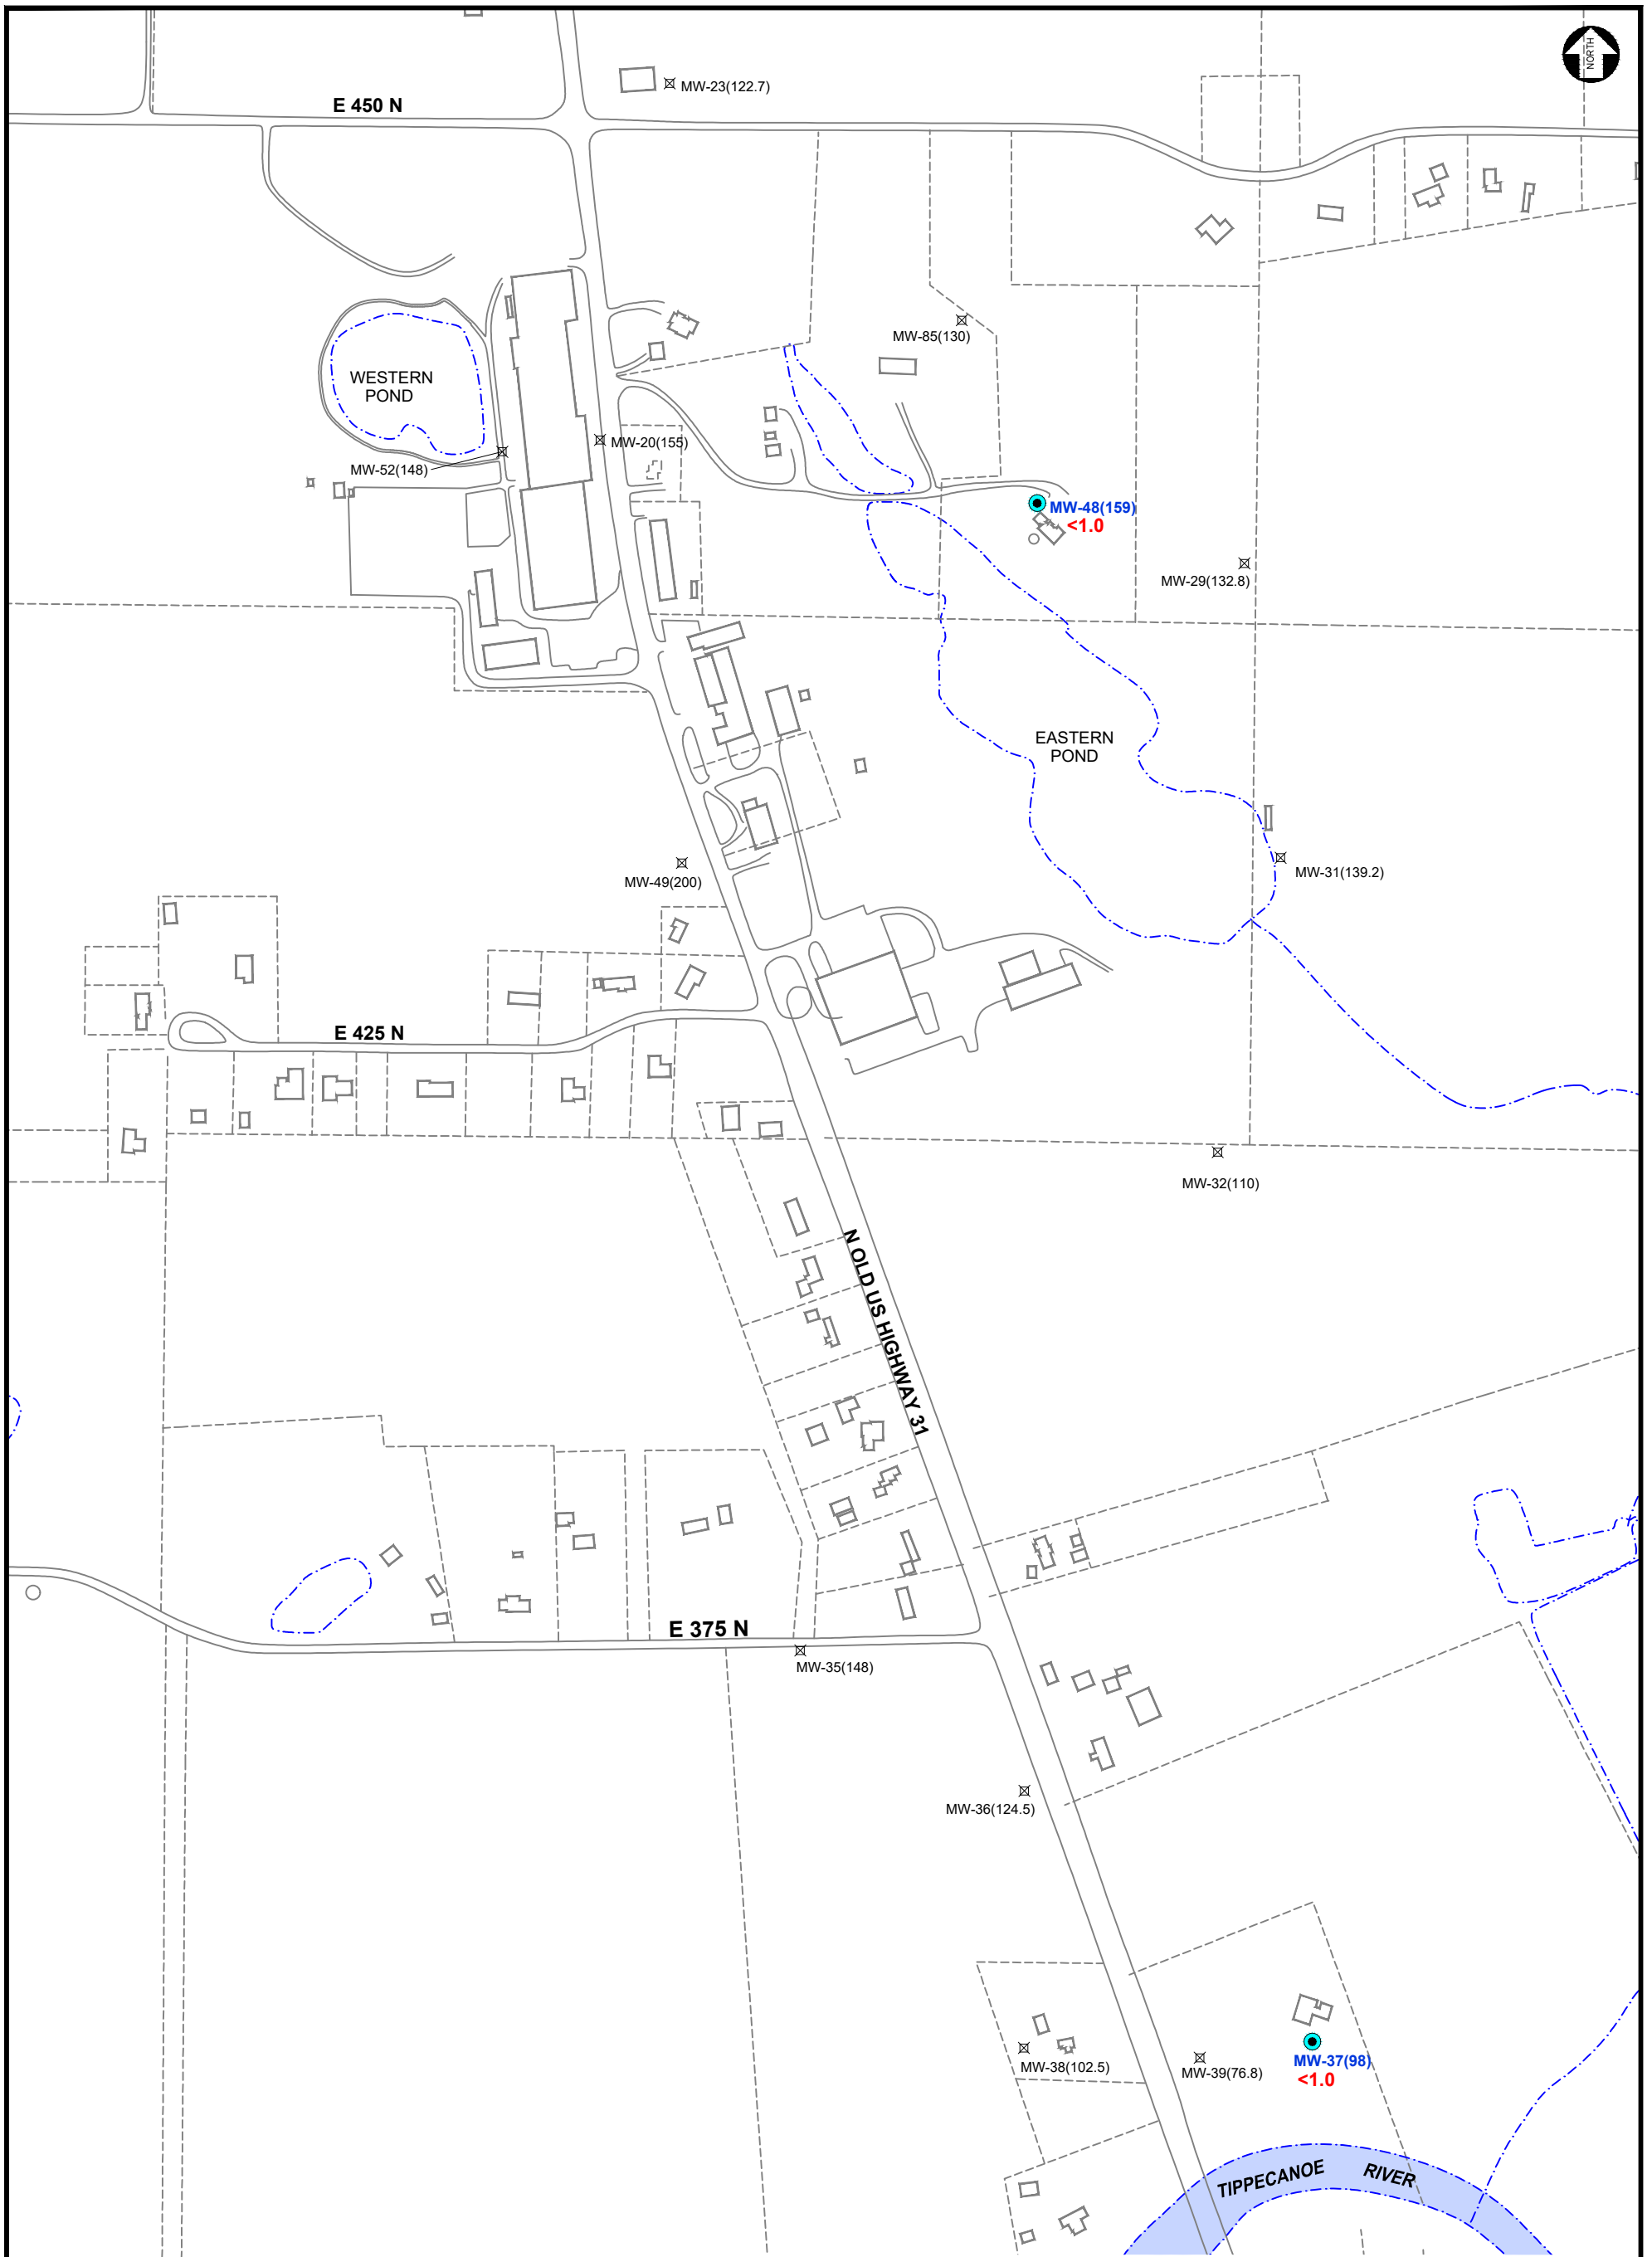 NORTH
MW-23(122.7)
E 450 N
MW-85(130)
WESTERN
POND
MW-20(155)
MW-52(148)
MW-48(159)
<1.0
MW-29(132.8)
EASTERN
POND
MW-31(139.2)
MW-49(200)
E 425 N
MW-32(110)
N OLD US HIGHWAY 31
E 375 N
MW-35(148)
MW-36(124.5)
MW-38(102.5)
MW-39(76.8)
MW-37(98)
<1.0
TIPPECANOE RIVER